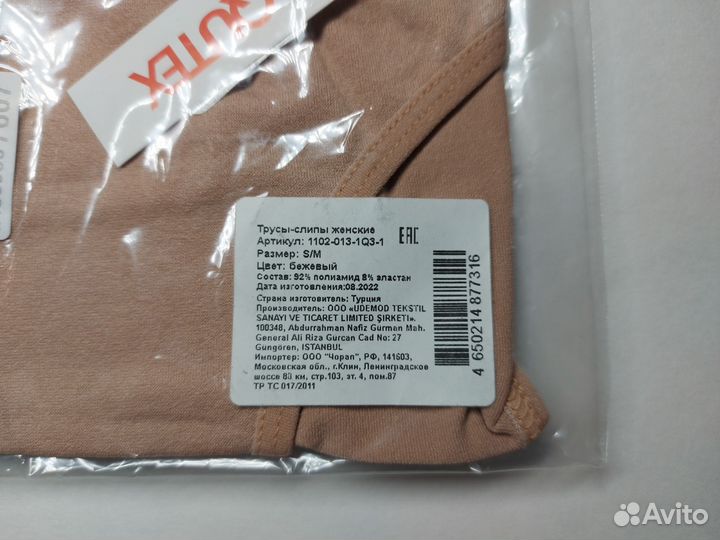 Трусы-слипы женские
Артикул: 1102-013-1Q3-1
Размер: S/M
Цвет: бежевый
Состав: 92% полиамид 8% эластан
Дата изготовления:08.2022
Страна изготовитель: Турция
Производитель: ООО «UDEMOD TEKSTIL
SANAYI VE TICARET LIMITED ŞIRKETI».
100348, Abdurrahman Nafiz Gurman Mah.
General Ali Riza Gurcan Cad No: 27
Güngören, ISTANBUL
Импортер: ООО "Чорап", РФ, 141603,
Московская обл., г.Клин, Ленинградское
шоссе 88 км, стр.103, эт. 4, пом.87
ТР ТС 017/2011
EAC
4 650214 877316
Avito